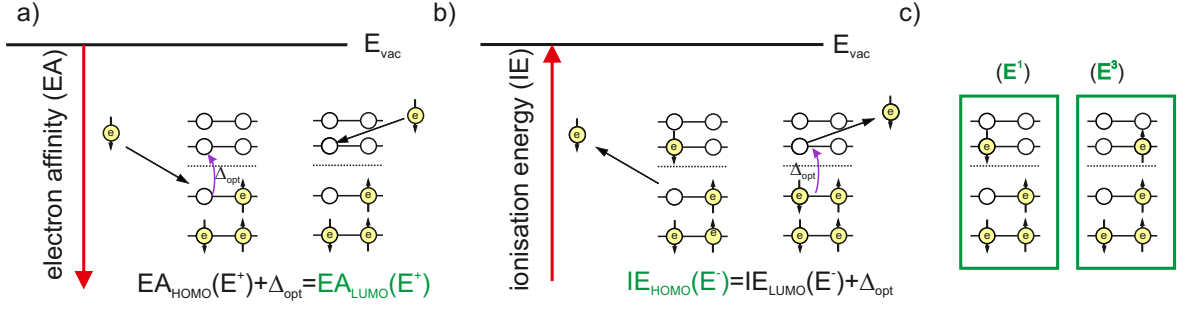 a)
E_vac
electron affinity (EA)
e
e
Δ_opt
e
e
e
e
e
e
EA_HOMO(E⁺)+Δ_opt=EA_LUMO(E⁺)
b)
E_vac
ionisation energy (IE)
e
e
e
Δ_opt
e
e
e
e
e
e
e
IE_HOMO(E⁻)=IE_LUMO(E⁻)+Δ_opt
c)
(E¹)
(E³)
e
e
e
e
e
e
e
e